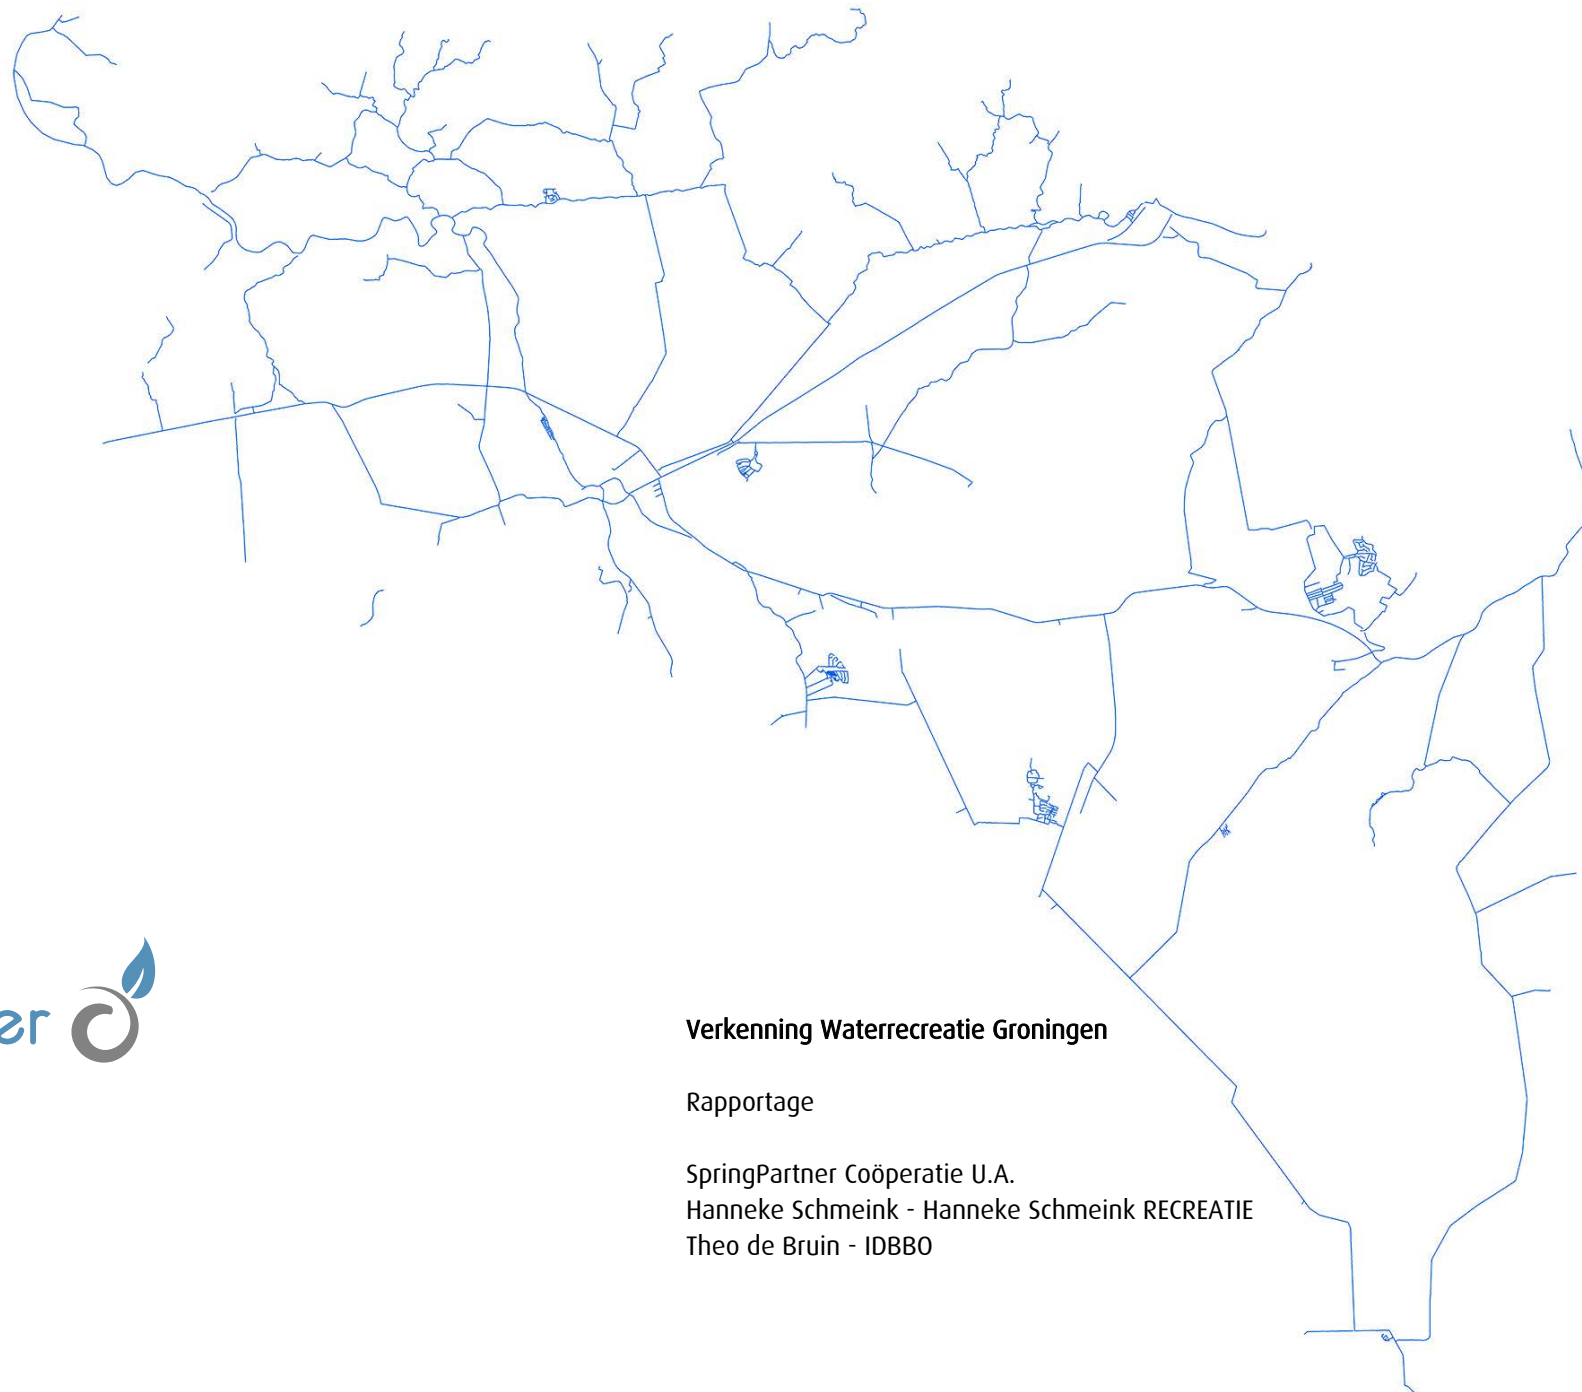 er
Verkenning Waterrecreatie Groningen
Rapportage
SpringPartner Coöperatie U.A.
Hanneke Schmeink - Hanneke Schmeink RECREATIE
Theo de Bruin - IDBBO